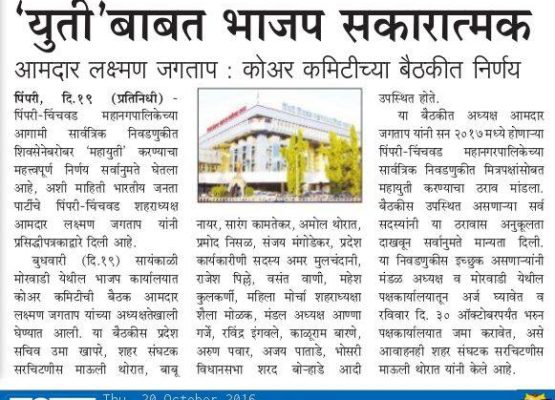 ‘युती’बाबत भाजप सकारात्मक
आमदार लक्ष्मण जगताप : कोअर कमिटीच्या बैठकीत निर्णय
पिंपरी, दि.१९ (प्रतिनिधी) -
पिंपरी-चिंचवड महानगपालिकेच्या
आगामी सार्वत्रिक निवडणुकीत
शिवसेनेबरोबर ‘महायुती’ करण्याचा
महत्त्वपूर्ण निर्णय सर्वानुमते घेतला
आहे, अशी माहिती भारतीय जनता
पार्टीचे पिंपरी-चिंचवड शहराध्यक्ष
आमदार लक्ष्मण जगताप यांनी
प्रसिद्धीपत्रकाद्वारे दिली आहे.
बुधवारी (दि.१९) सायंकाळी
मोरवाडी येथील भाजप कार्यालयात
कोअर कमिटीची बैठक आमदार
लक्ष्मण जगताप यांच्या अध्यक्षतेखाली
घेण्यात आली. या बैठकीस प्रदेश
सचिव उमा खापरे, शहर संघटक
सरचिटणीस माऊली थोरात, बाबू
नायर, सारंग कामतेकर, अमोल थोरात,
प्रमोद निसळ, संजय मंगोडेकर, प्रदेश
कार्यकारीणी सदस्य अमर मुलचंदानी,
राजेश पिल्ले, वसंत वाणी, महेश
कुलकर्णी, महिला मोर्चा शहराध्यक्षा
शैला मोळक, मंडल अध्यक्ष आण्णा
गर्जे, रविंद्र इंगवले, काळूराम बारणे,
अरुण पवार, अजय पाताडे, भोसरी
विधानसभा शरद बोऱ्हाडे आदी
उपस्थित होते.
या बैठकीत अध्यक्ष आमदार
जगताप यांनी सन २०१७मध्ये होणाऱ्या
पिंपरी-चिंचवड महानगरपालिकेच्या
सार्वत्रिक निवडणुकीत मित्रपक्षांसोबत
महायुती करण्याचा ठराव मांडला.
बैठकीस उपस्थित असणाऱ्या सर्व
सदस्यांनी या ठरावास अनुकूलता
दाखवून सर्वानुमते मान्यता दिली.
या निवडणुकीस इच्छुक असणाऱ्यांनी
मंडळ अध्यक्ष व मोरवाडी येथील
पक्षकार्यालयातून अर्ज घ्यावेत व
रविवार दि. ३० ऑक्टोबरपर्यंत भरुन
पक्षकार्यालयात जमा करावेत, असे
आवाहनही शहर संघटक सरचिटणीस
माऊली थोरात यांनी केले आहे.
Thu, 20 October 2016